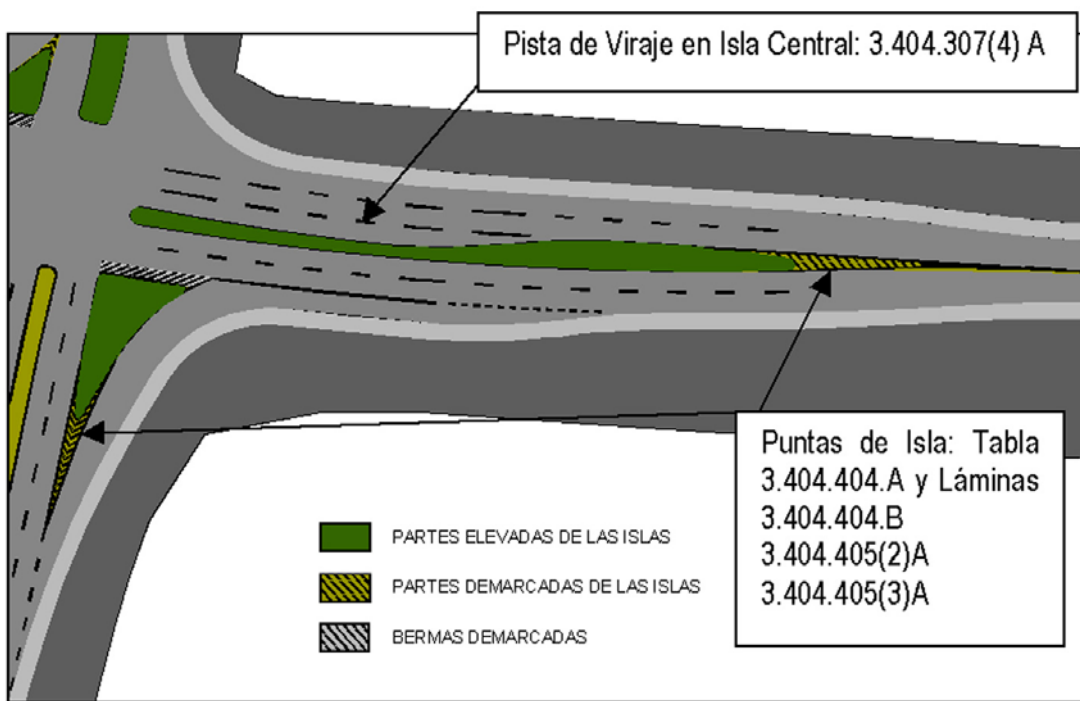 Pista de Viraje en Isla Central: 3.404.307(4) A
Puntas de Isla: Tabla
3.404.404.A y Láminas
3.404.404.B
3.404.405(2)A
3.404.405(3)A
PARTES ELEVADAS DE LAS ISLAS
PARTES DEMARCADAS DE LAS ISLAS
BERMAS DEMARCADAS